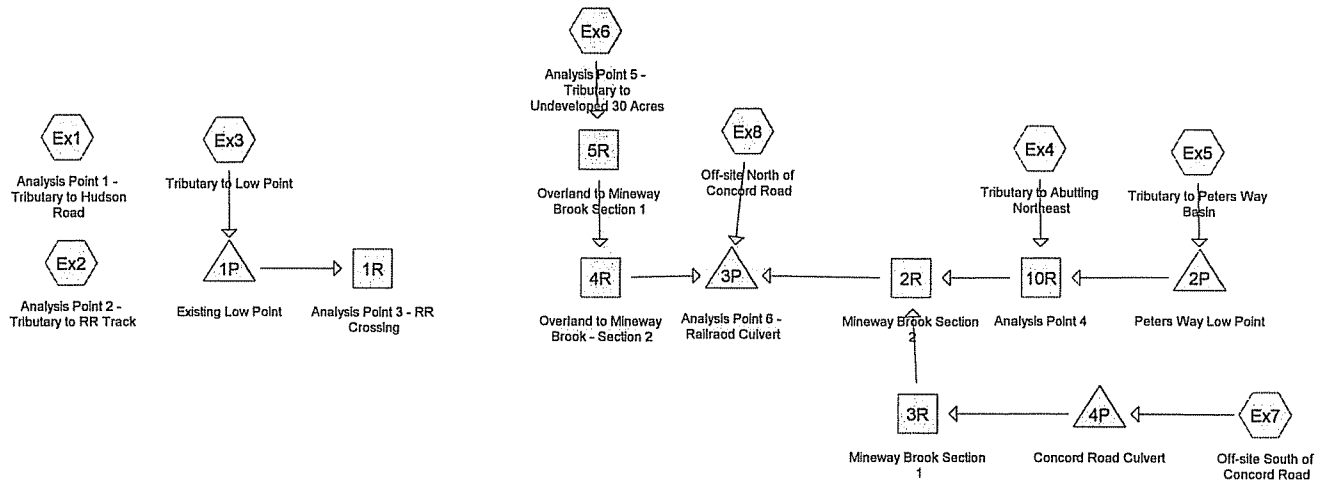 Ex6
Analysis Point 5 -
Tributary to
Undeveloped 30 Acres
Ex1
Analysis Point 1 -
Tributary to Hudson
Road
Ex3
Tributary to Low Point
5R
Overland to Mineway
Brook Section 1
Ex8
Off-site North of
Concord Road
Ex4
Tributary to Abutting
Northeast
Ex5
Tributary to Peters Way
Basin
Ex2
Analysis Point 2 -
Tributary to RR Track
1P
Existing Low Point
1R
Analysis Point 3 - RR
Crossing
4R
Overland to Mineway
Brook - Section 2
3P
Analysis Point 6 -
Railraod Culvert
2R
Mineway Brook Section
2
10R
Analysis Point 4
2P
Peters Way Low Point
3R
Mineway Brook Section
1
4P
Concord Road Culvert
Ex7
Off-site South of
Concord Road